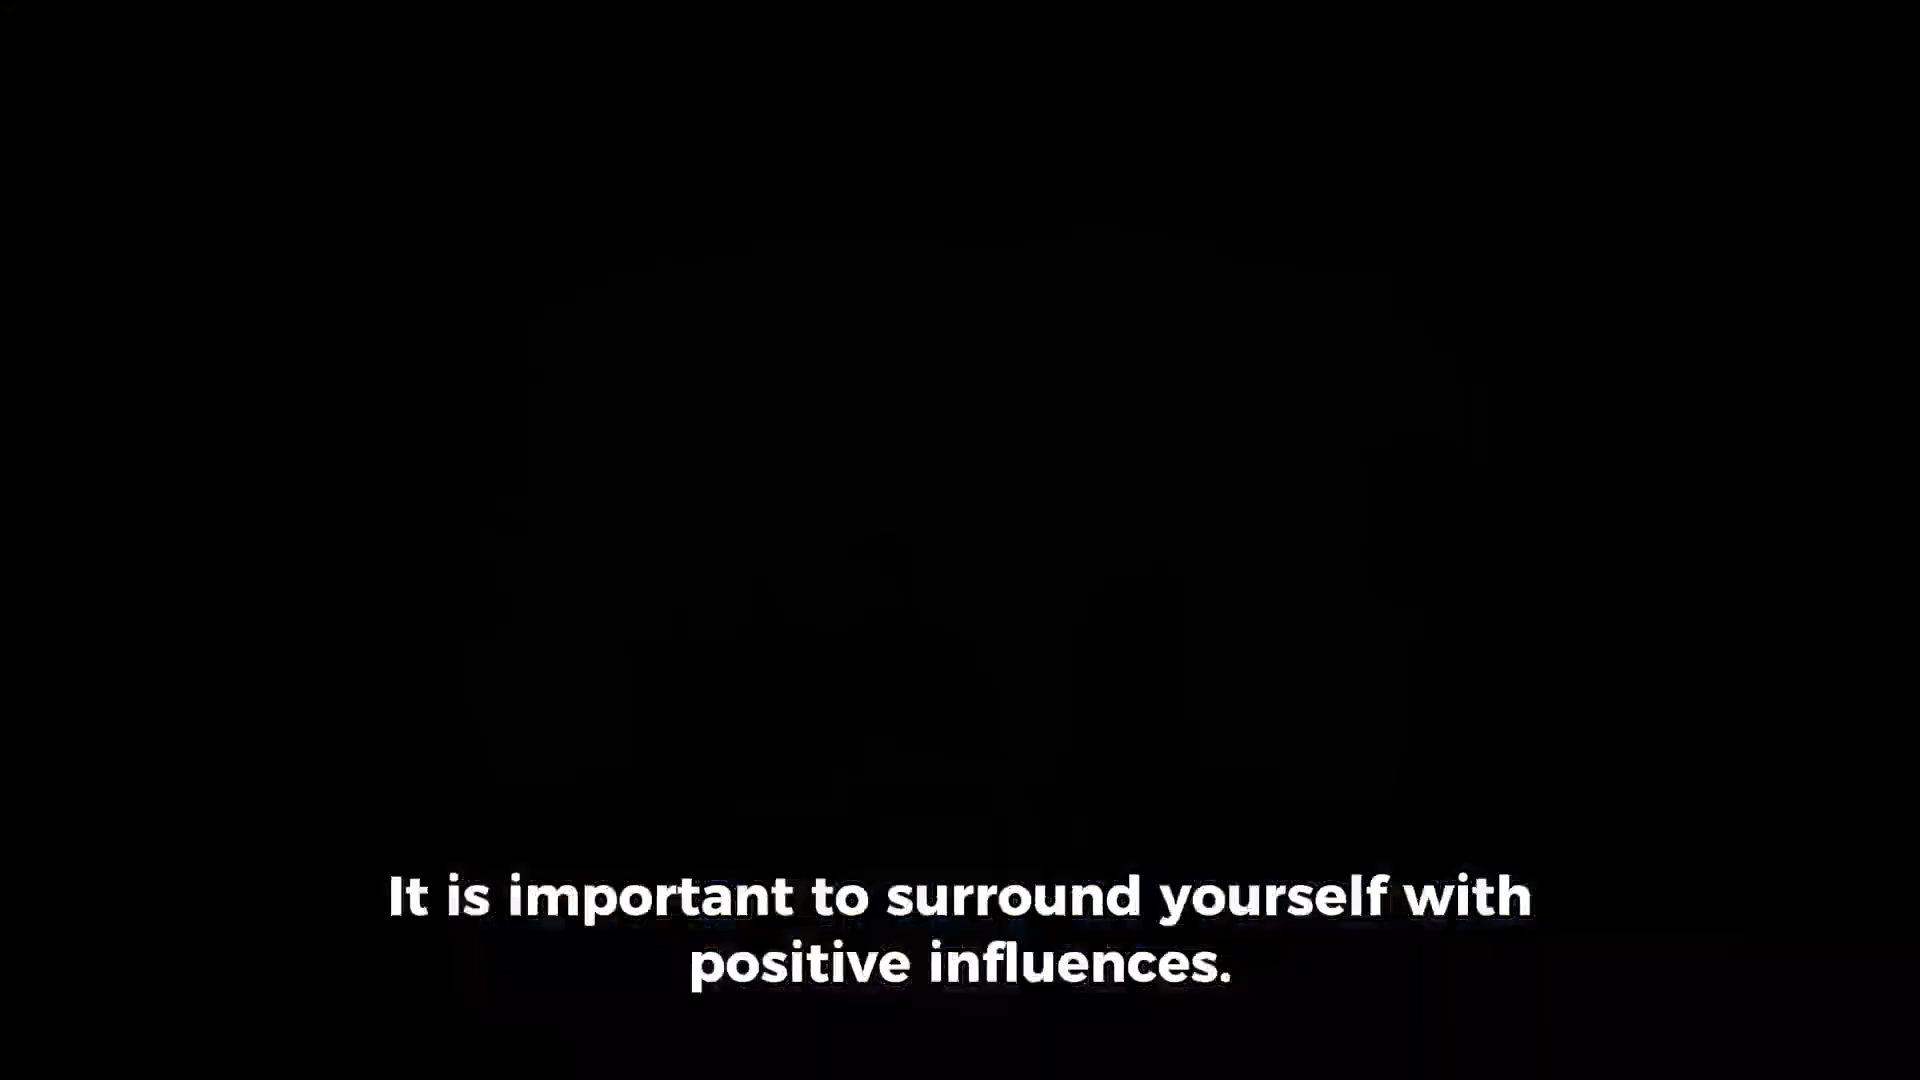 It is important to surround yourself with
positive influences.